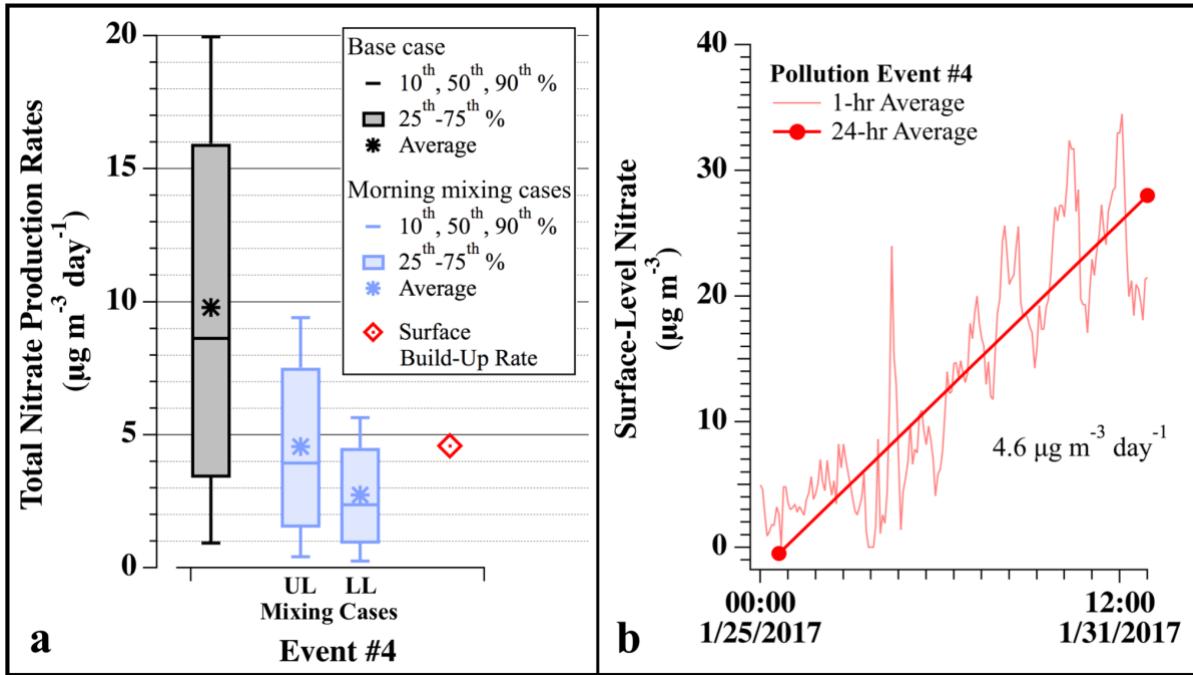 20
15
10
5
0
Total Nitrate Production Rates
(µg m⁻³ day⁻¹)
Base case
10th, 50th, 90th %
25th-75th %
Average
Morning mixing cases
10th, 50th, 90th %
25th-75th %
Average
Surface
Build-Up Rate
UL LL
Mixing Cases
Event #4
a
40
30
20
10
0
Surface-Level Nitrate
(µg m⁻³)
Pollution Event #4
1-hr Average
24-hr Average
4.6 µg m⁻³ day⁻¹
00:00 12:00
1/25/2017 1/31/2017
b